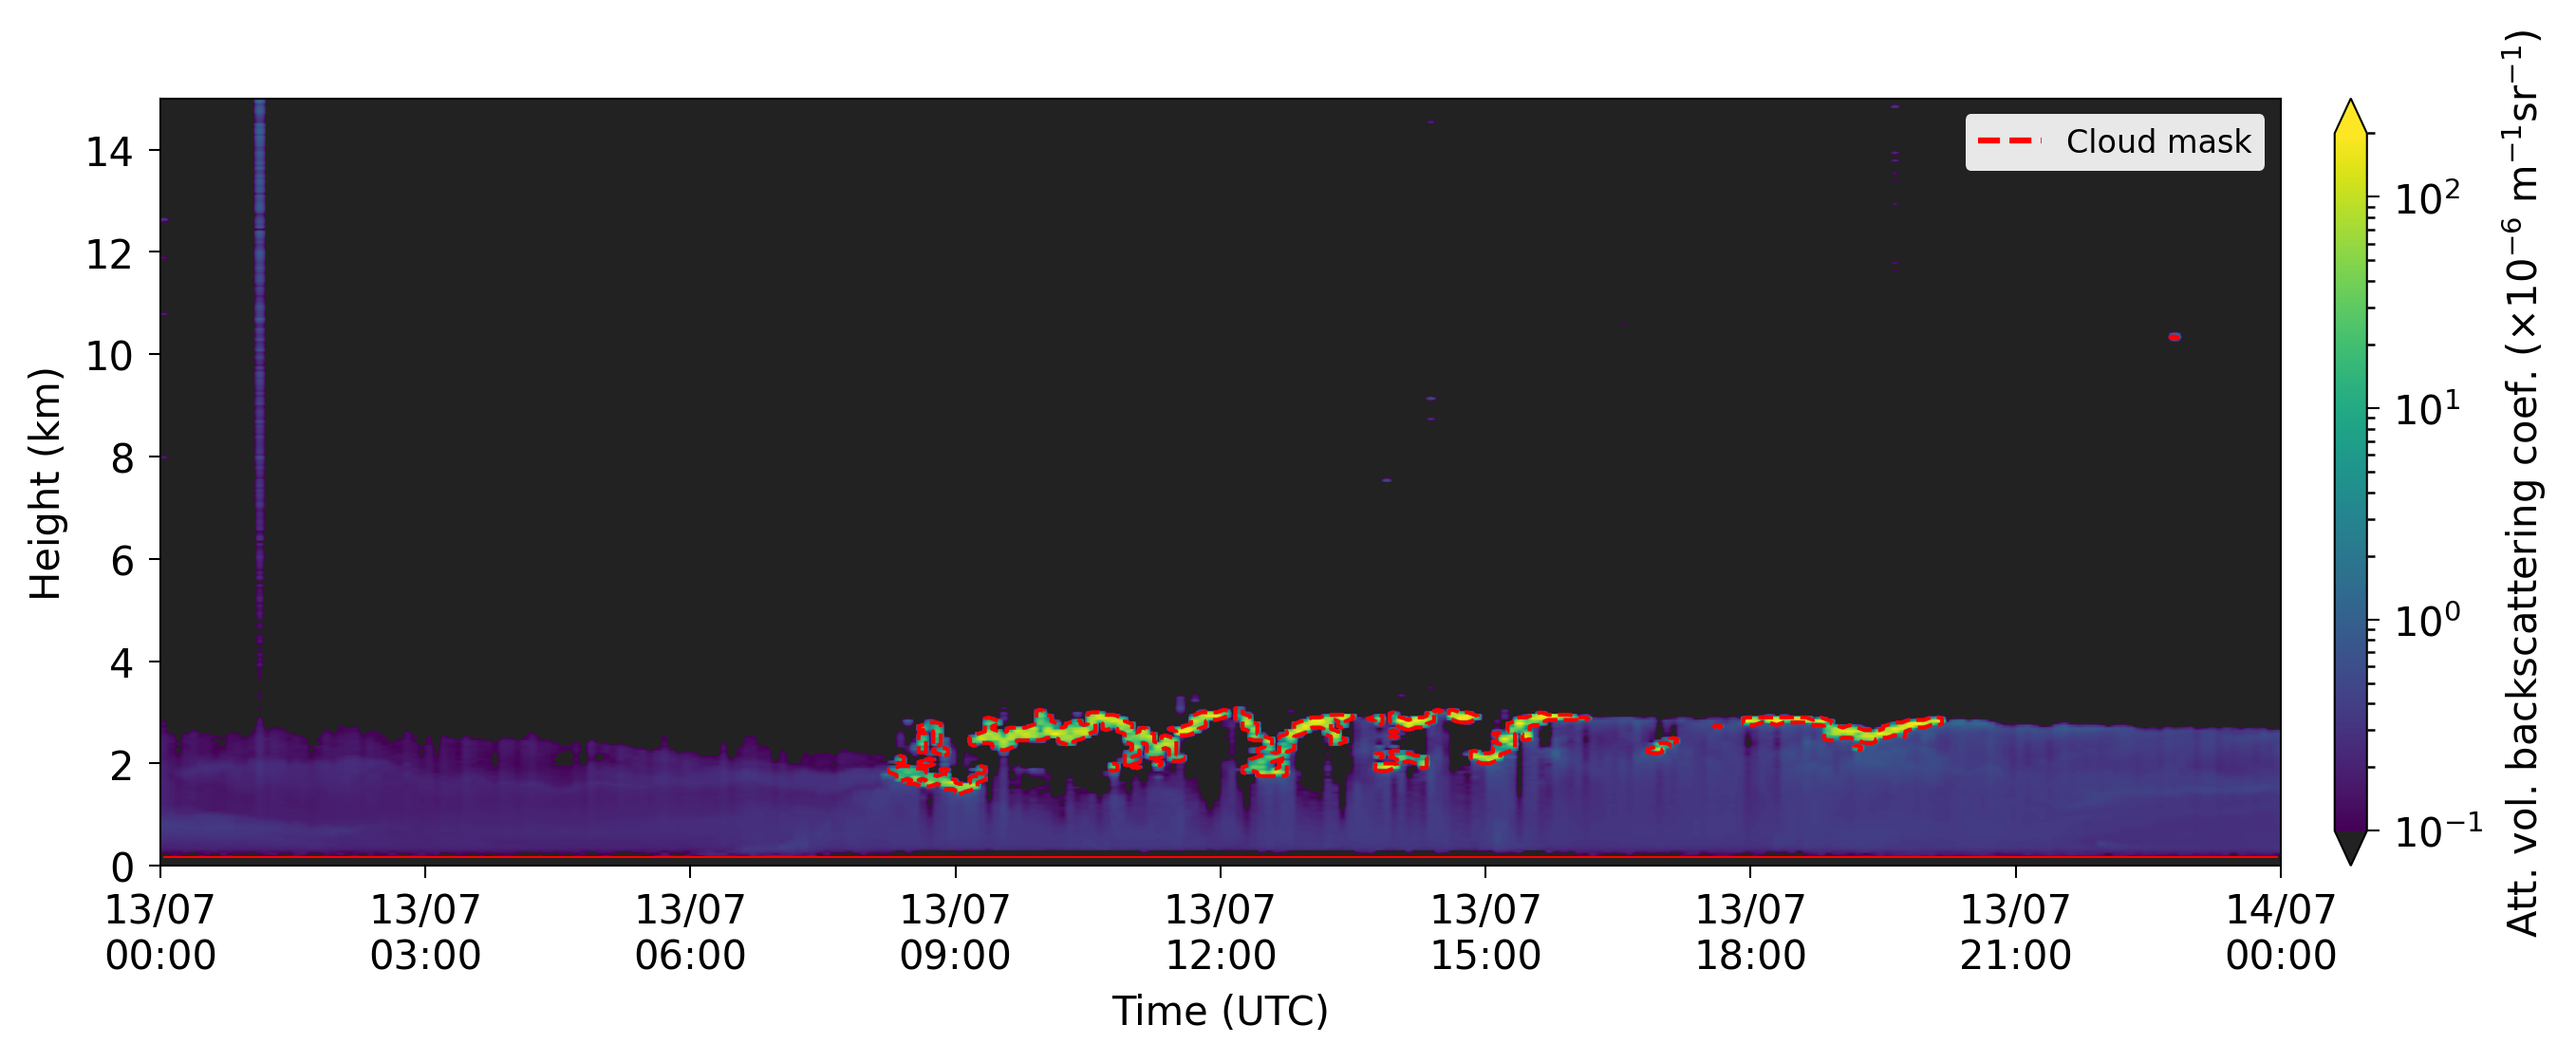 Cloud mask
14
12
10
8
6
4
2
0
Height (km)
13/07 13/07 13/07 13/07 13/07 13/07 13/07 13/07 14/07
00:00 03:00 06:00 09:00 12:00 15:00 18:00 21:00 00:00
Time (UTC)
10²
10¹
10⁰
10⁻¹
Att. vol. backscattering coef. (×10⁻⁶ m⁻¹sr⁻¹)